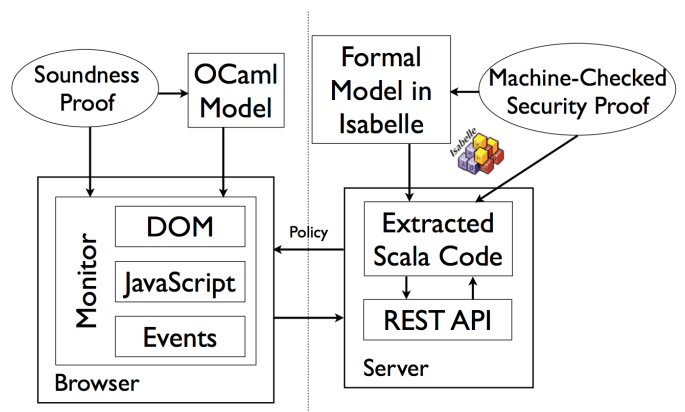 Soundness
Proof
OCaml
Model
Formal
Model in
Isabelle
Machine-Checked
Security Proof
Isabelle
Policy
Monitor
DOM
JavaScript
Events
Browser
Extracted
Scala Code
REST API
Server